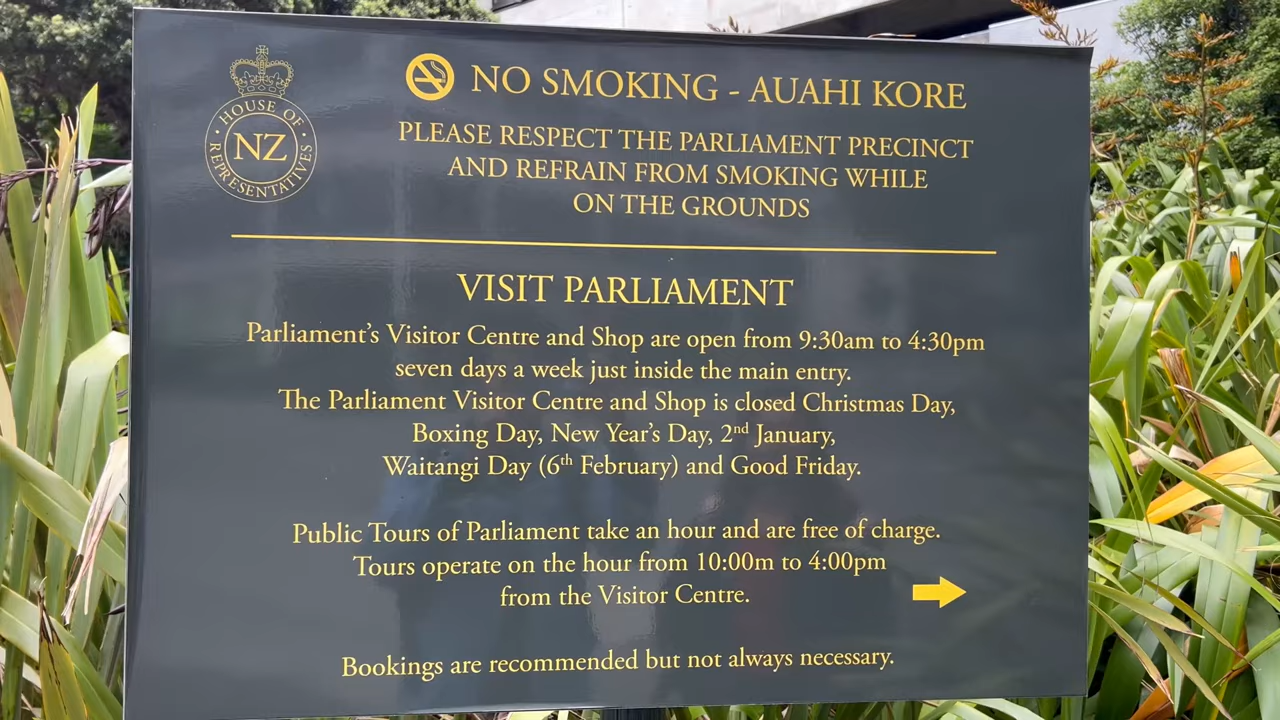 HOUSE OF
NZ
REPRESENTATIVES
NO SMOKING - AUAHI KORE
PLEASE RESPECT THE PARLIAMENT PRECINCT
AND REFRAIN FROM SMOKING WHILE
ON THE GROUNDS
VISIT PARLIAMENT
Parliament's Visitor Centre and Shop are open from 9:30am to 4:30pm
seven days a week just inside the main entry.
The Parliament Visitor Centre and Shop is closed Christmas Day,
Boxing Day, New Year's Day, 2nd January,
Waitangi Day (6th February) and Good Friday.
Public Tours of Parliament take an hour and are free of charge.
Tours operate on the hour from 10:00m to 4:00pm
from the Visitor Centre.
Bookings are recommended but not always necessary.